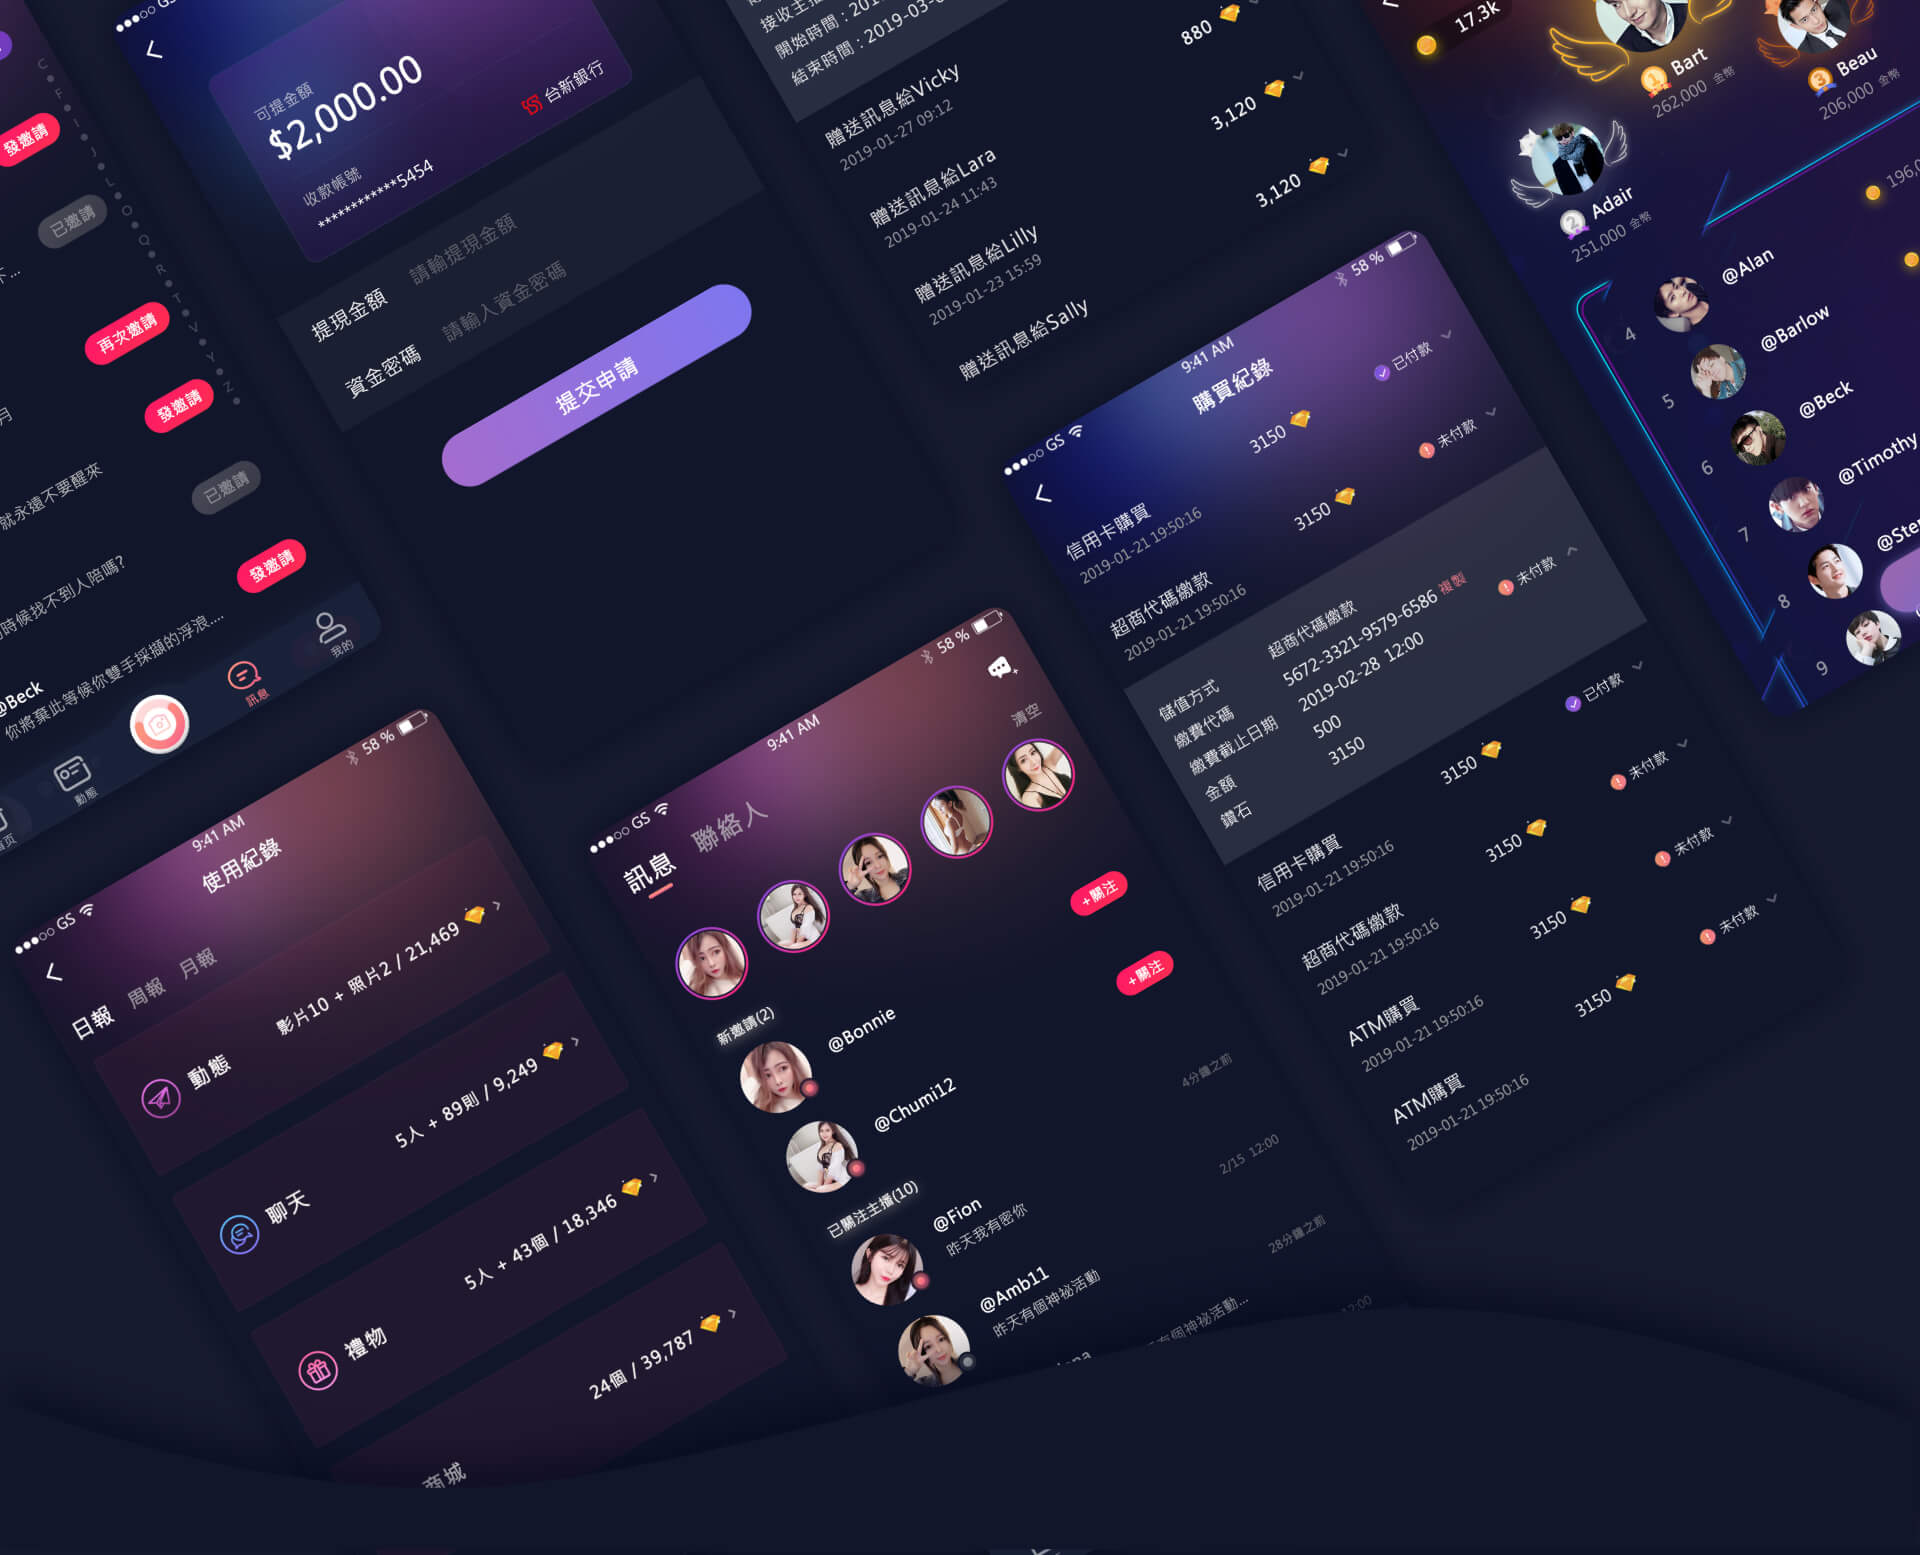 C
F
I
J
L
O
Q
R
T
V
Y
Z
發邀請
已邀請
再次邀請
發邀請
月
已邀請
就永遠不要醒來
發邀請
時候找不到人陪嗎?
@Beck
你將棄此等候你雙手採擷的浮浪....
動態
訊息
我的
GS
可提金額
$2,000.00
台新銀行
收款帳號
************5454
提現金額
請輸提現金額
資金密碼
請輸入資金密碼
提交申請
接收主播
開始時間 : 201
結束時間 : 2019-03-0
880
贈送訊息給Vicky
2019-01-27 09:12
3,120
贈送訊息給Lara
2019-01-24 11:43
3,120
贈送訊息給Lilly
2019-01-23 15:59
贈送訊息給Sally
17.3k
1
Bart
262,000 金幣
3
Beau
206,000 金幣
2
Adair
251,000 金幣
196,0
4
@Alan
5
@Barlow
6
@Beck
7
@Timothy
8
@Ster
9
GS
9:41 AM
58 %
購買紀錄
3150
已付款
信用卡購買
2019-01-21 19:50:16
3150
未付款
超商代碼繳款
2019-01-21 19:50:16
未付款
儲值方式
超商代碼繳款
繳費代碼
5672-3321-9579-6586 複製
繳費截止日期
2019-02-28 12:00
金額
500
鑽石
3150
3150
已付款
信用卡購買
2019-01-21 19:50:16
3150
未付款
超商代碼繳款
2019-01-21 19:50:16
3150
未付款
ATM購買
2019-01-21 19:50:16
3150
未付款
ATM購買
2019-01-21 19:50:16
GS
9:41 AM
58 %
使用紀錄
日報
周報
月報
動態
影片10 + 照片2 / 21,469
聊天
5人 + 89則 / 9,249
禮物
5人 + 43個 / 18,346
商城
24個 / 39,787
GS
9:41 AM
58 %
訊息
聯絡人
清空
新邀請(2)
@Bonnie
+關注
@Chumi12
+關注
已關注主播(10)
@Fion
昨天我有密你
4分鐘之前
@Amb11
昨天有個神祕活動
2/15 12:00
有個神祕活動...
28分鐘之前
12:00